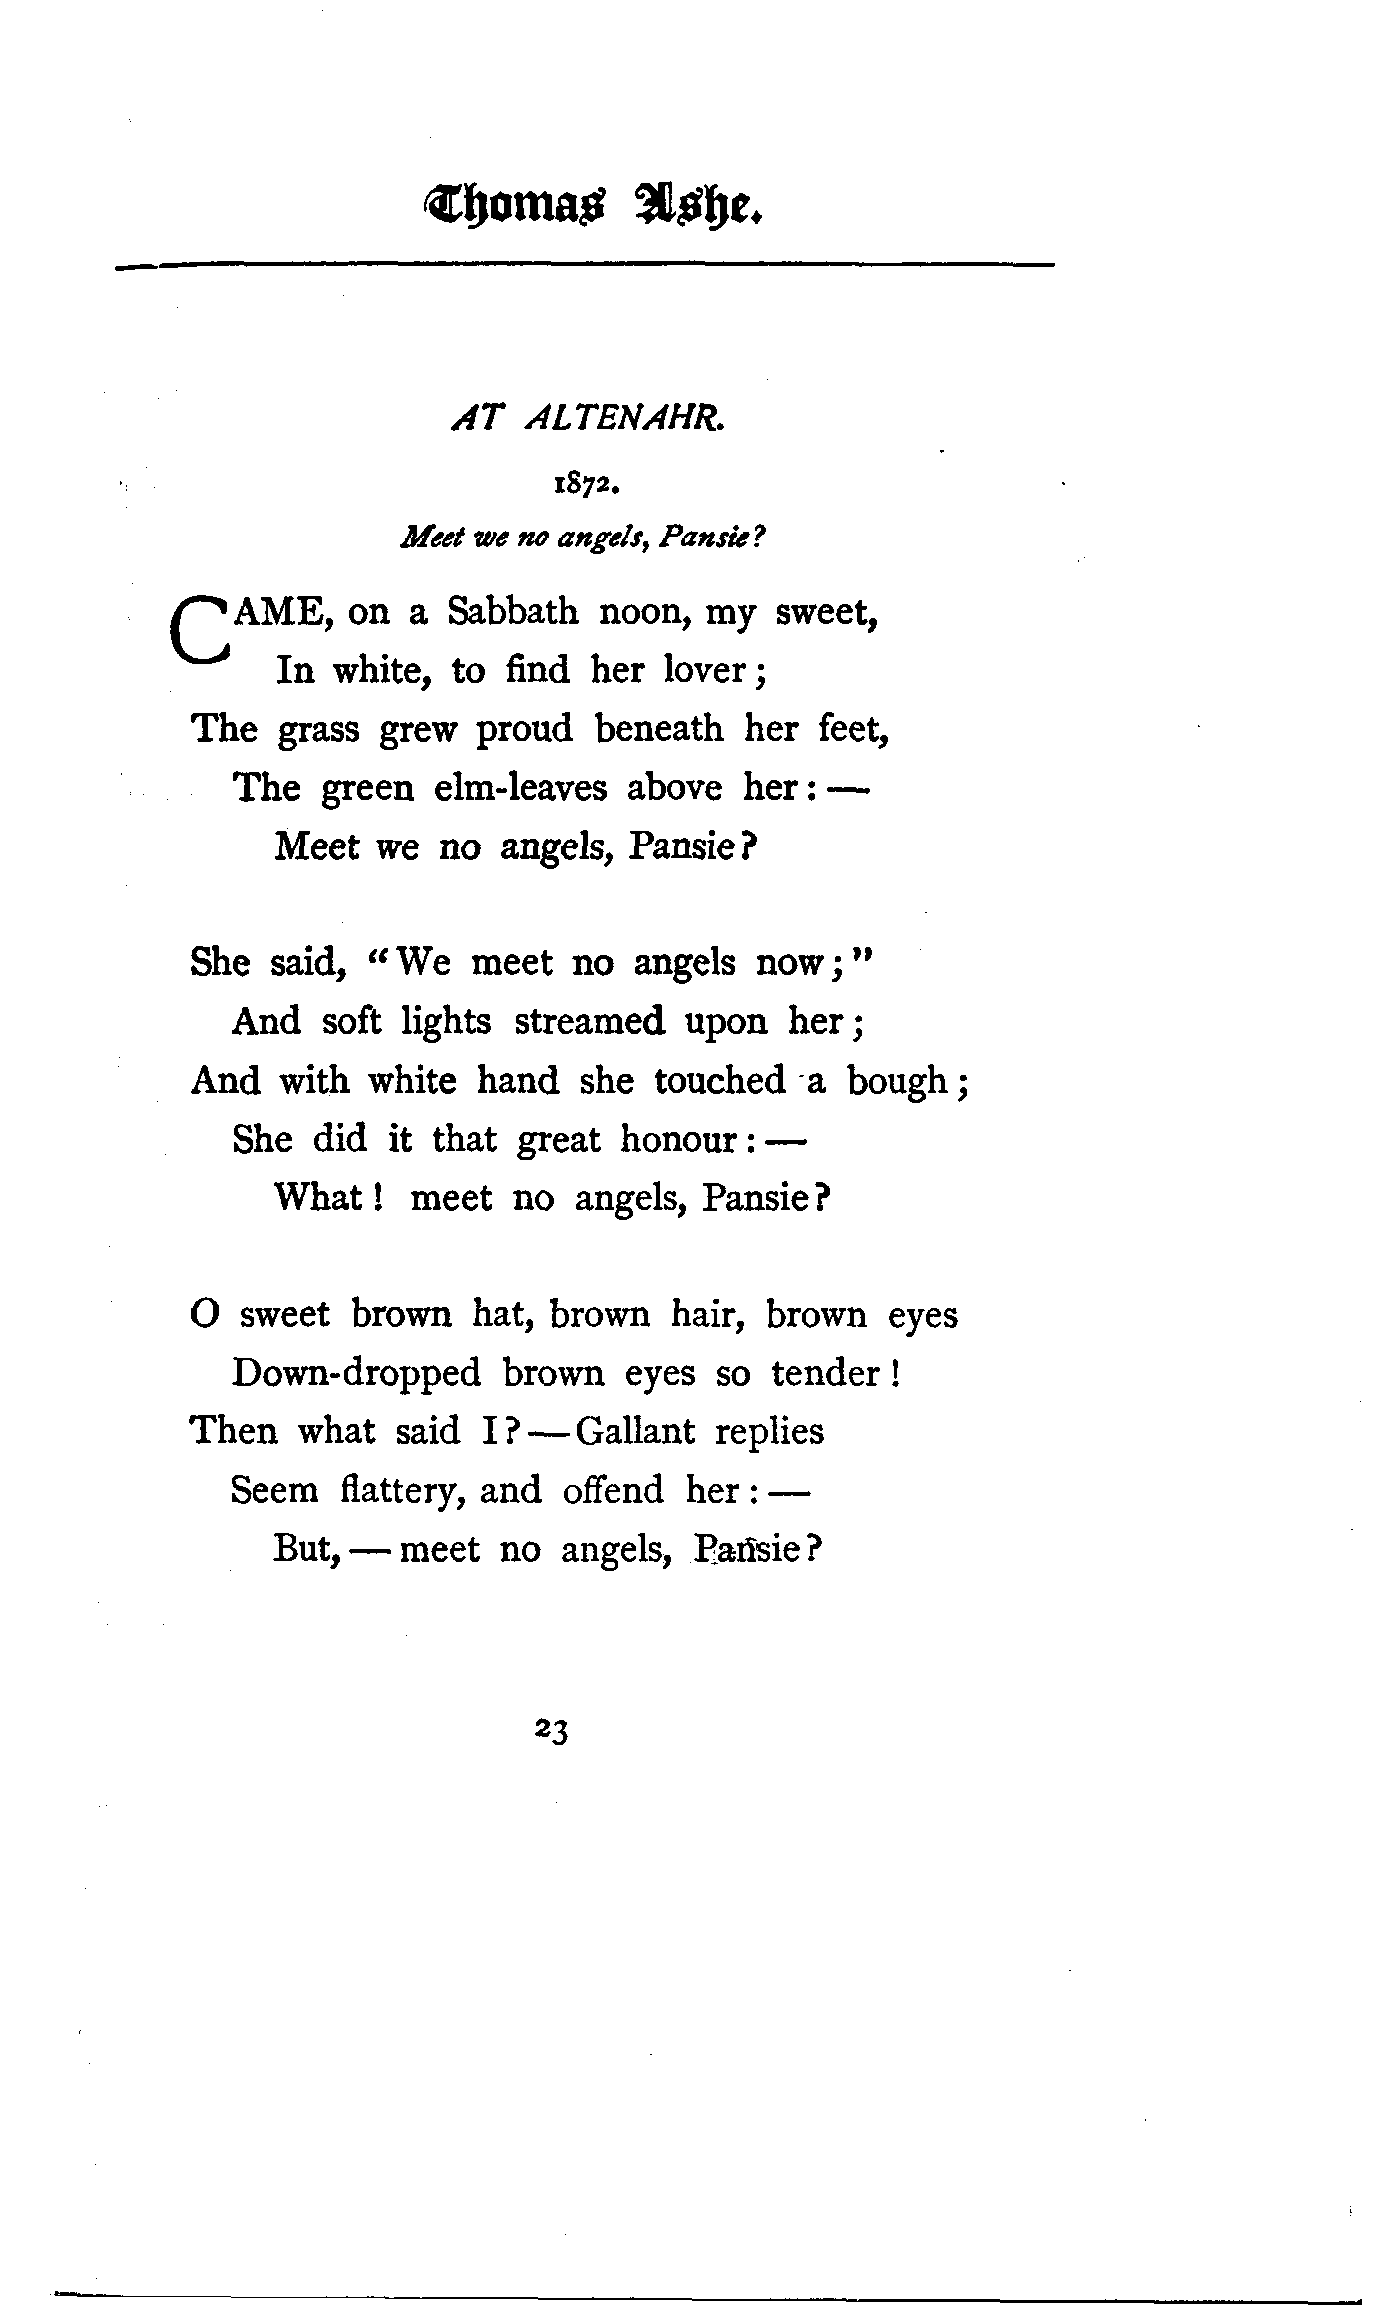 Thomas Ashe.
AT ALTENAHR.
1872.
Meet we no angels, Pansie?
CAME, on a Sabbath noon, my sweet,
In white, to find her lover;
The grass grew proud beneath her feet,
The green elm-leaves above her:—
Meet we no angels, Pansie?
She said, “We meet no angels now;”
And soft lights streamed upon her;
And with white hand she touched a bough;
She did it that great honour:—
What! meet no angels, Pansie?
O sweet brown hat, brown hair, brown eyes
Down-dropped brown eyes so tender!
Then what said I?—Gallant replies
Seem flattery, and offend her:—
But,—meet no angels, Pansie?
23